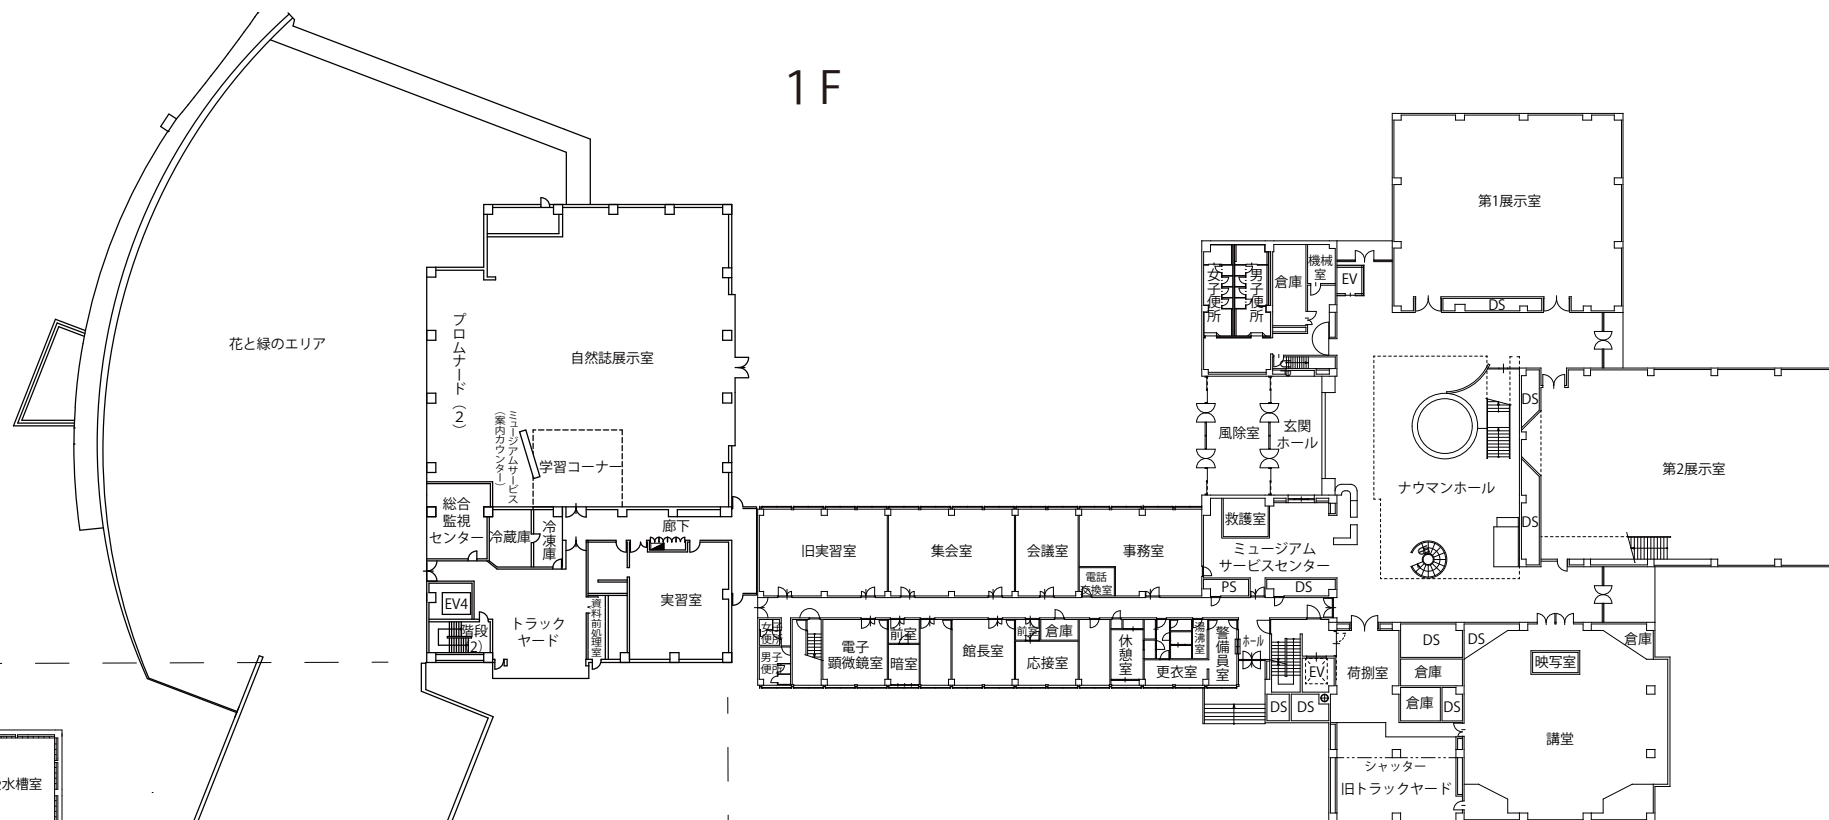 1F
第1展示室
機械
室
EV
女子便所
男子便所
倉庫
DS
花と緑のエリア
プロムナード(2)
自然誌展示室
ミュージアムサービス
(案内カウンター)
学習コーナー
風除室
玄関
ホール
DS
第2展示室
ナウマンホール
DS
総合
監視
センター
冷蔵庫
冷凍庫
廊下
旧実習室
集会室
会議室
事務室
電話
交換室
救護室
ミュージアム
サービスセンター
PS
DS
EV4
階段
2)
トラック
ヤード
資料前処理室
実習室
女子
便所
男子
便所
電子
顕微鏡室
前室
暗室
館長室
前室
倉庫
応接室
休憩室
更衣室
湯沸室
警備員室
ホール
EV
DS
DS
荷捌室
DS
倉庫
倉庫
DS
DS
映写室
倉庫
講堂
シャッター
旧トラックヤード
水槽室